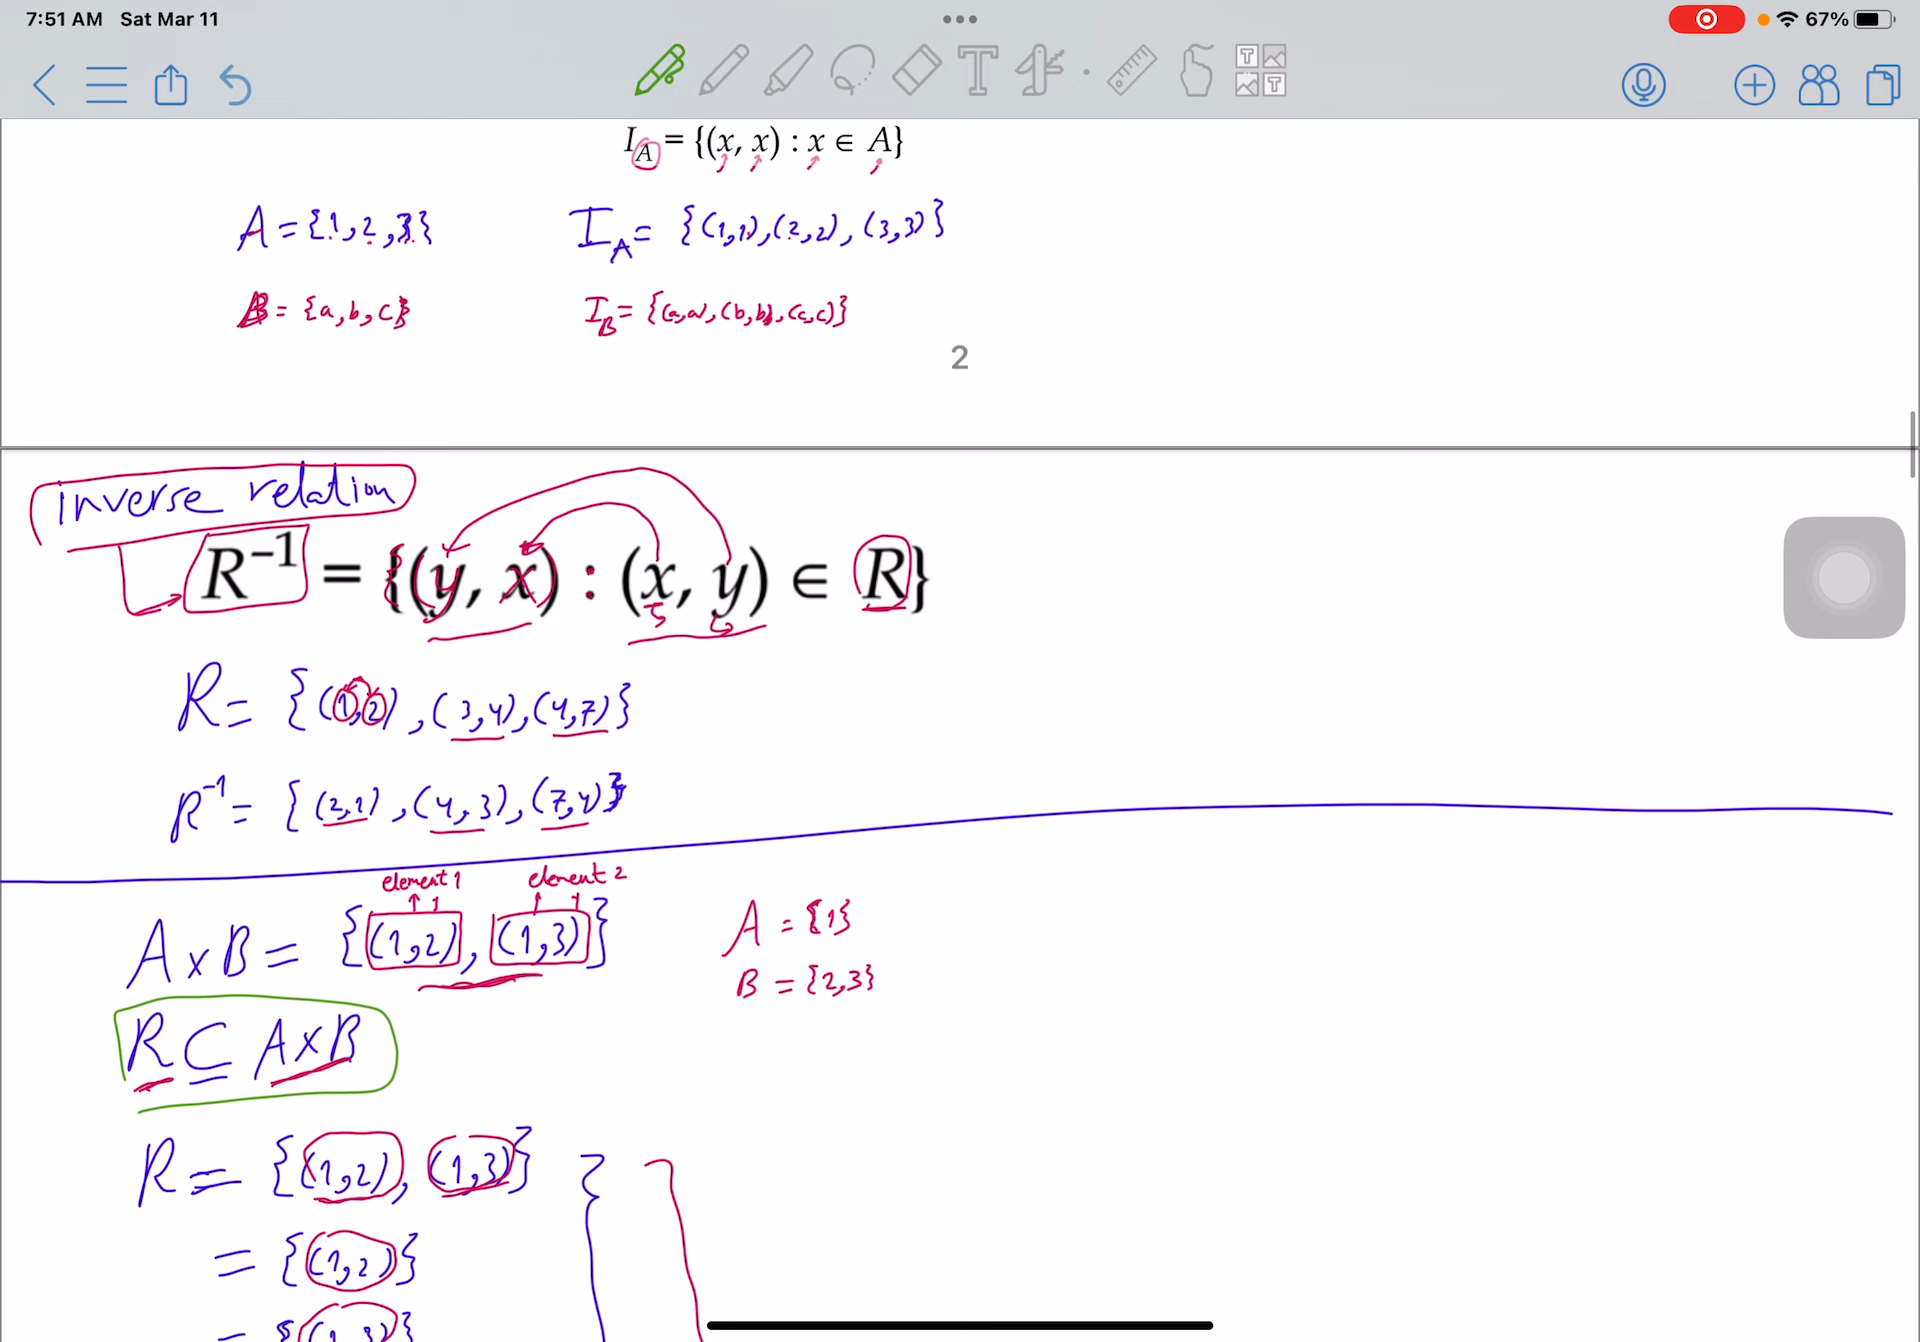 7:51 AM Sat Mar 11
67%
I_A = {(x, x) : x ∈ A}
A = {1, 2, 3} I_A = {(1,1), (2,2), (3,3)}
B = {a, b, c} I_B = {(a,a), (b,b), (c,c)}
2
inverse relation
R⁻¹ = {(y, x) : (x, y) ∈ R}
R = {(1,2), (3,4), (4,7)}
R⁻¹ = {(2,1), (4,3), (7,4)}
element 1 element 2
A x B = {(1,2), (1,3)} A = {1}
B = {2,3}
R ⊆ A x B
R = {(1,2), (1,3)}
= {(1,2)}
= {(1,3)}